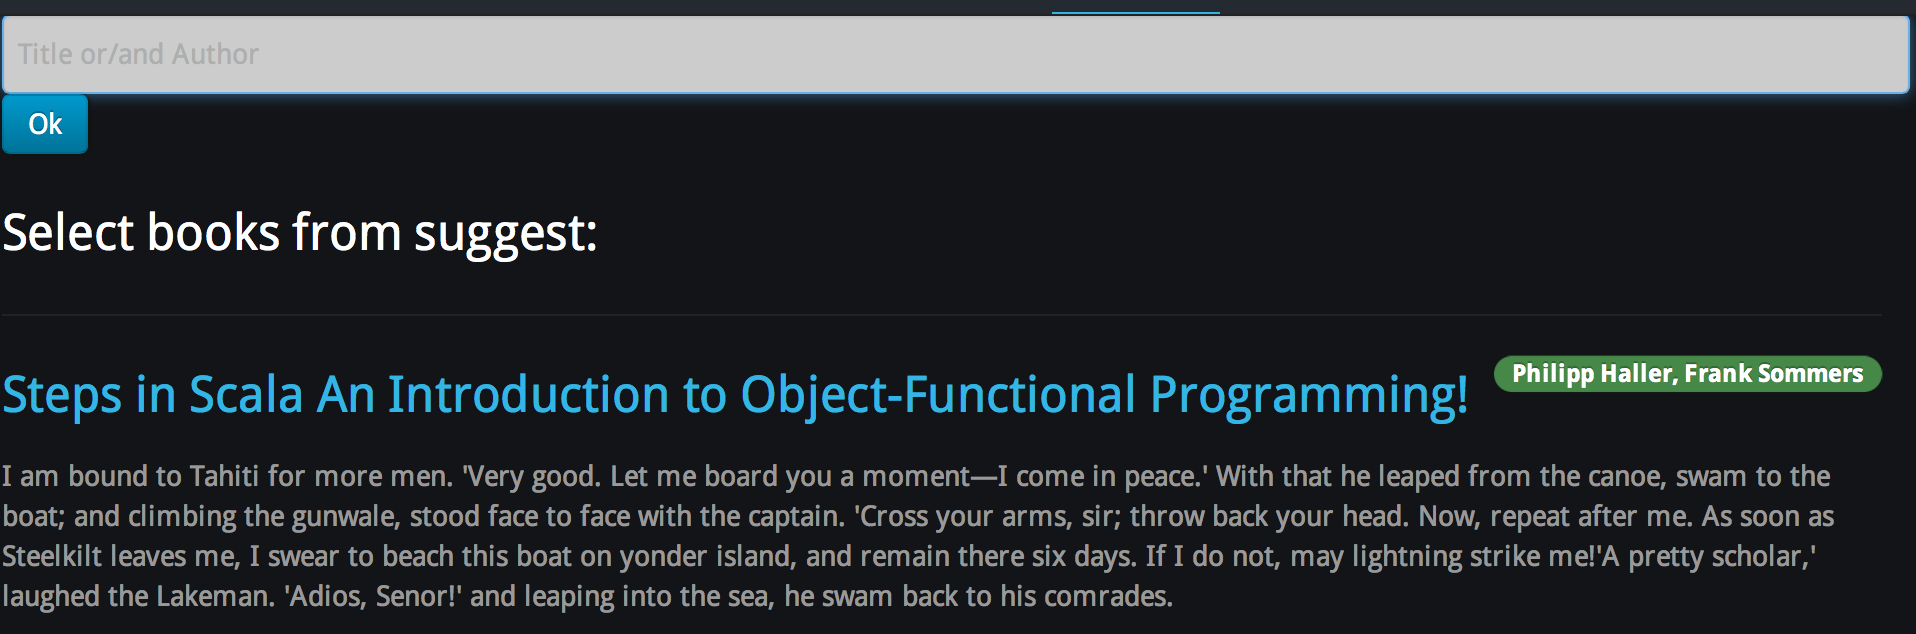 Title or/and Author
Ok
Select books from suggest:
Steps in Scala An Introduction to Object-Functional Programming!
Philipp Haller, Frank Sommers
I am bound to Tahiti for more men. 'Very good. Let me board you a moment—I come in peace.' With that he leaped from the canoe, swam to the
boat; and climbing the gunwale, stood face to face with the captain. 'Cross your arms, sir; throw back your head. Now, repeat after me. As soon as
Steelkilt leaves me, I swear to beach this boat on yonder island, and remain there six days. If I do not, may lightning strike me!'A pretty scholar,'
laughed the Lakeman. 'Adios, Senor!' and leaping into the sea, he swam back to his comrades.